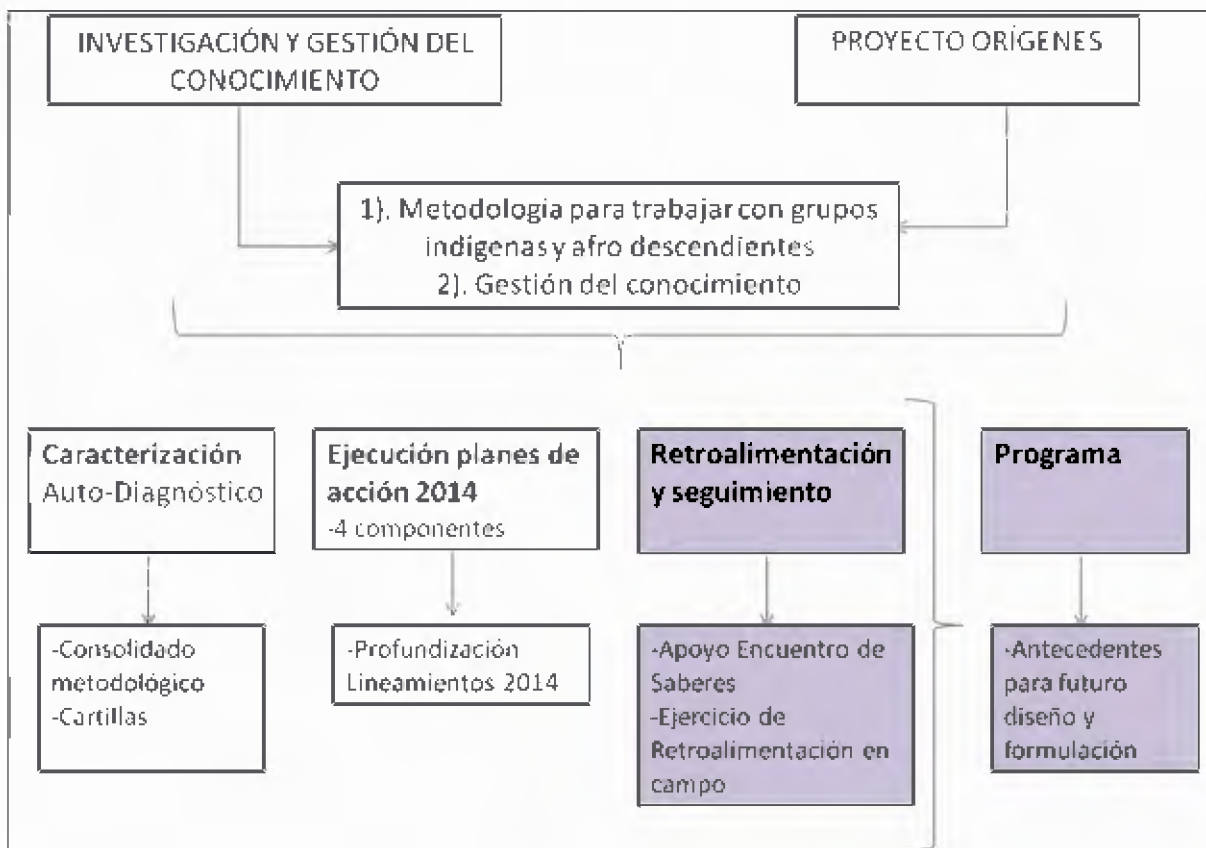 INVESTIGACIÓN Y GESTIÓN DEL
CONOCIMIENTO
PROYECTO ORÍGENES
1). Metodología para trabajar con grupos
indígenas y afro descendientes
2). Gestión del conocimiento
Caracterización
Auto-Diagnóstico
Ejecución planes de
acción 2014
-4 componentes
Retroalimentación
y seguimiento
Programa
-Consolidado
metodológico
-Cartillas
-Profundización
Lineamientos 2014
-Apoyo Encuentro de
Saberes
-Ejercicio de
Retroalimentación en
campo
-Antecedentes
para futuro
diseño y
formulación